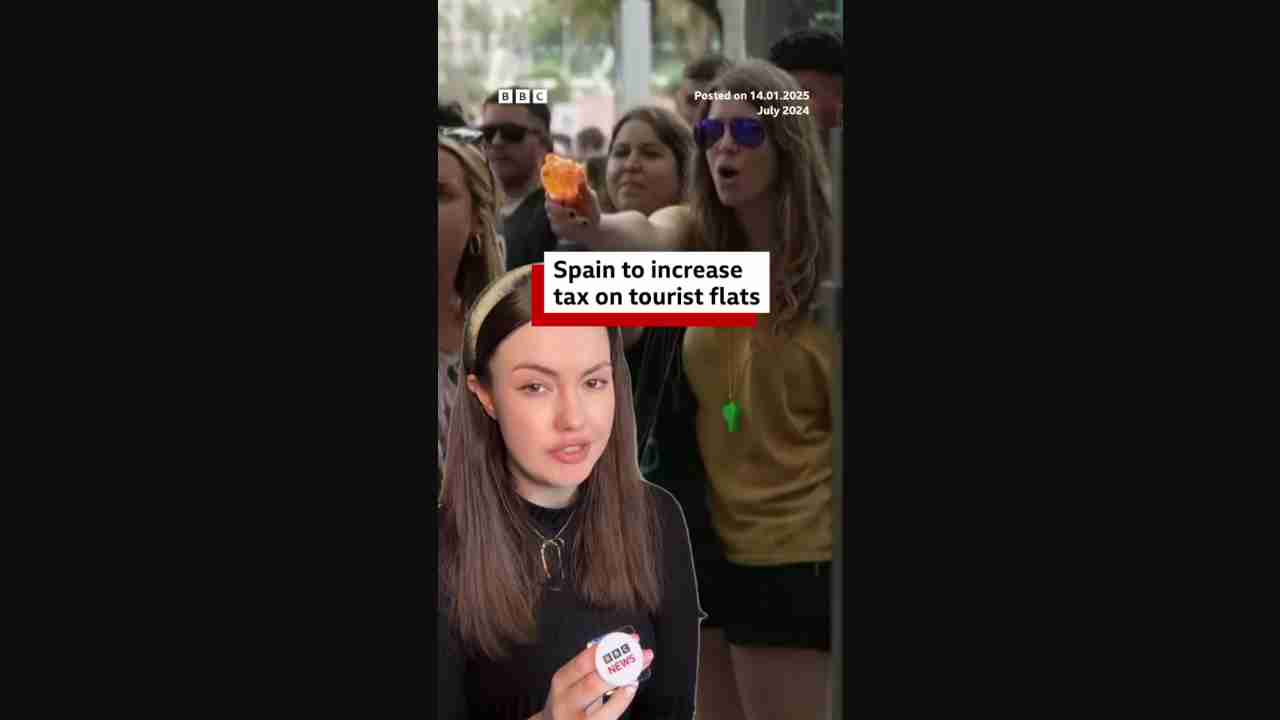 BBC
Posted on 14.01.2025
July 2024
Spain to increase
tax on tourist flats
BBC
NEWS